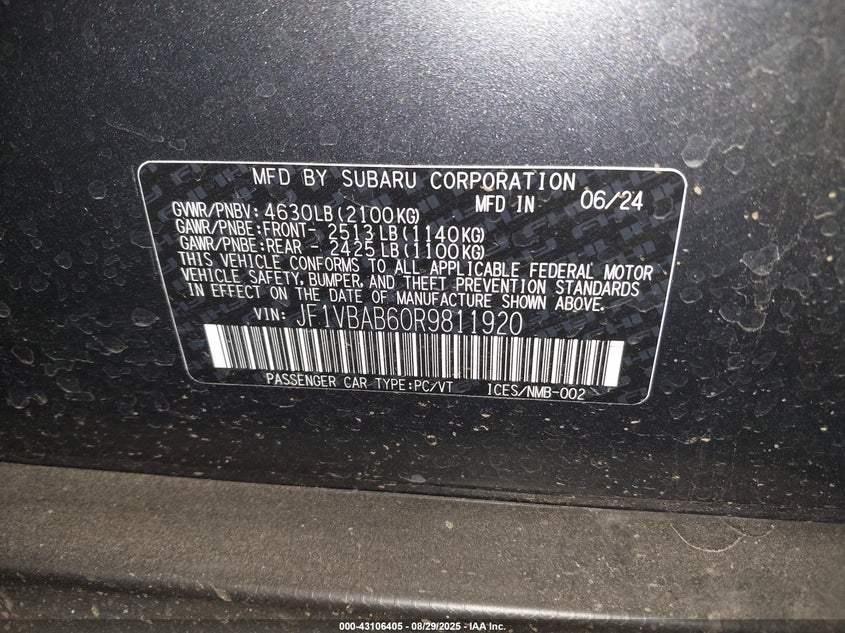 MFD BY SUBARU CORPORATION
MFD IN 06/24
GVWR/PNBV: 4630LB(2100KG)
GAWR/PNBE:FRONT- 2513LB(1140KG)
GAWR/PNBE:REAR - 2425LB(1100KG)
THIS VEHICLE CONFORMS TO ALL APPLICABLE FEDERAL MOTOR
VEHICLE SAFETY, BUMPER, AND THEFT PREVENTION STANDARDS
IN EFFECT ON THE DATE OF MANUFACTURE SHOWN ABOVE.
VIN: JF1VBAB60R9811920
PASSENGER CAR TYPE:PC/VT ICES/NMB-002
000-43106405 - 08/29/2025 - IAA Inc.